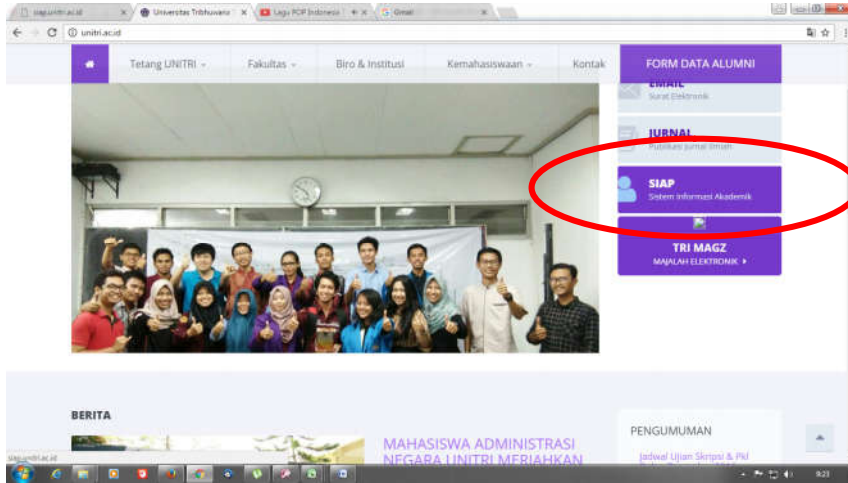 siap.unitri.ac.id
Universitas Tribhuwana
Lagu POP Indonesia
Gmail
unitri.ac.id
Tetang UNITRI
Fakultas
Biro & Institusi
Kemahasiswaan
Kontak
FORM DATA ALUMNI
EMAIL
Surat Elektronik
JURNAL
Publikasi Jurnal Ilmiah
SIAP
Sistem Informasi Akademik
TRI MAGZ
MAJALAH ELEKTRONIK
BERITA
MAHASISWA ADMINISTRASI
NEGARA UNITRI MERIAHKAN
PENGUMUMAN
Jadwal Ujian Skripsi & Pkl
siap.unitri.ac.id
9:23